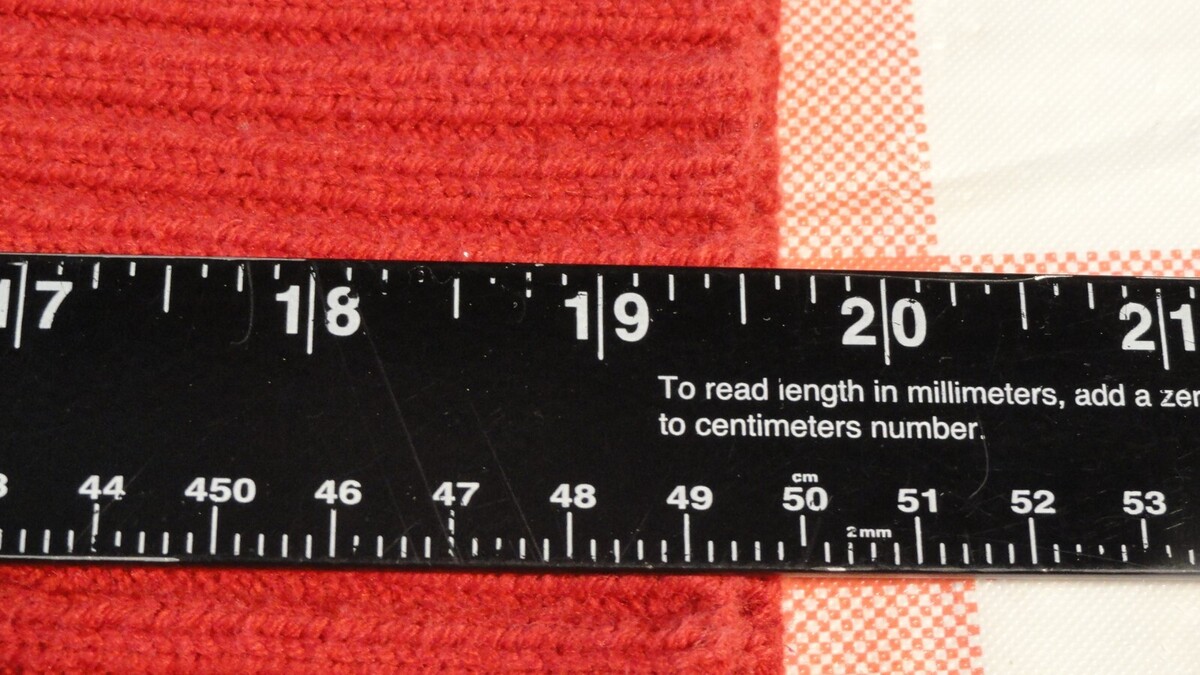 17 18 19 20 21
To read length in millimeters, add a
to centimeters number.
cm
44 450 46 47 48 49 50 51 52 53
2mm